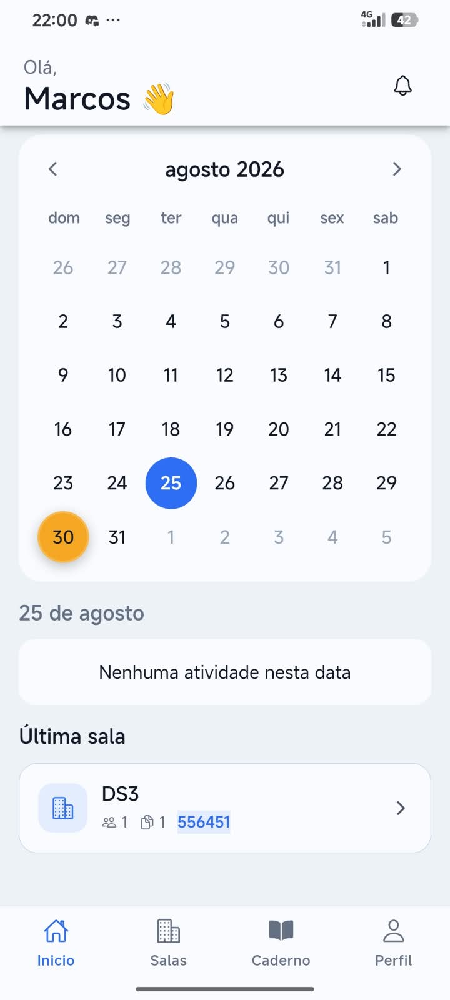 22:00 ... 4G 42
Olá,
Marcos 👋
agosto 2026
dom seg ter qua qui sex sab
26 27 28 29 30 31 1
2 3 4 5 6 7 8
9 10 11 12 13 14 15
16 17 18 19 20 21 22
23 24 25 26 27 28 29
30 31 1 2 3 4 5
25 de agosto
Nenhuma atividade nesta data
Última sala
DS3
1 1 556451
Inicio Salas Caderno Perfil